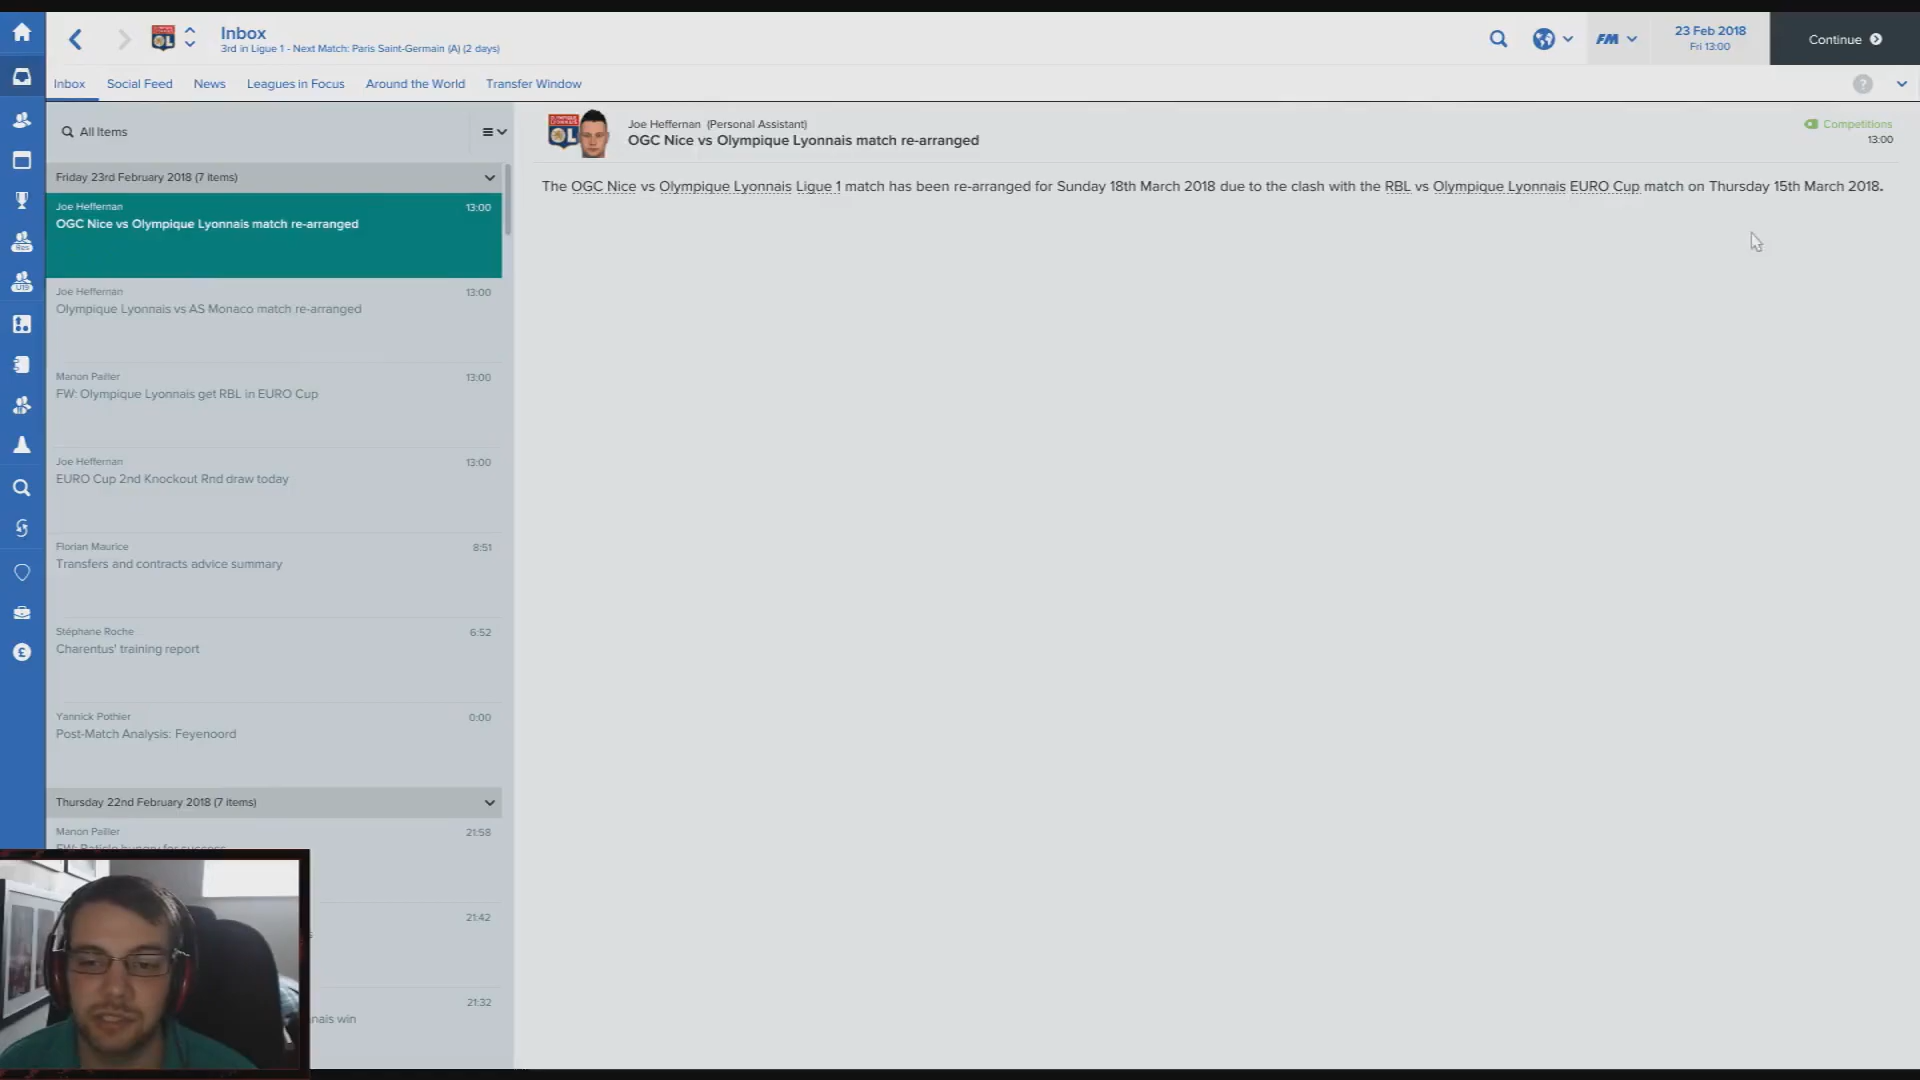 Inbox
3rd in Ligue 1 - Next Match: Paris Saint-Germain (A) (2 days)
FM
23 Feb 2018
Fri 13:00
Continue
Inbox
Social Feed
News
Leagues in Focus
Around the World
Transfer Window
?
All Items
Joe Heffernan (Personal Assistant)
OGC Nice vs Olympique Lyonnais match re-arranged
Competitions
13:00
The OGC Nice vs Olympique Lyonnais Ligue 1 match has been re-arranged for Sunday 18th March 2018 due to the clash with the RBL vs Olympique Lyonnais EURO Cup match on Thursday 15th March 2018.
Friday 23rd February 2018 (7 items)
Joe Heffernan 13:00
OGC Nice vs Olympique Lyonnais match re-arranged
Joe Heffernan 13:00
Olympique Lyonnais vs AS Monaco match re-arranged
Manon Pailler 13:00
FW: Olympique Lyonnais get RBL in EURO Cup
Joe Heffernan 13:00
EURO Cup 2nd Knockout Rnd draw today
Florian Maurice 8:51
Transfers and contracts advice summary
Stéphane Roche 6:52
Charentus' training report
Yannick Pothier 0:00
Post-Match Analysis: Feyenoord
Thursday 22nd February 2018 (7 items)
Manon Pailler 21:58
21:42
21:32
nais win